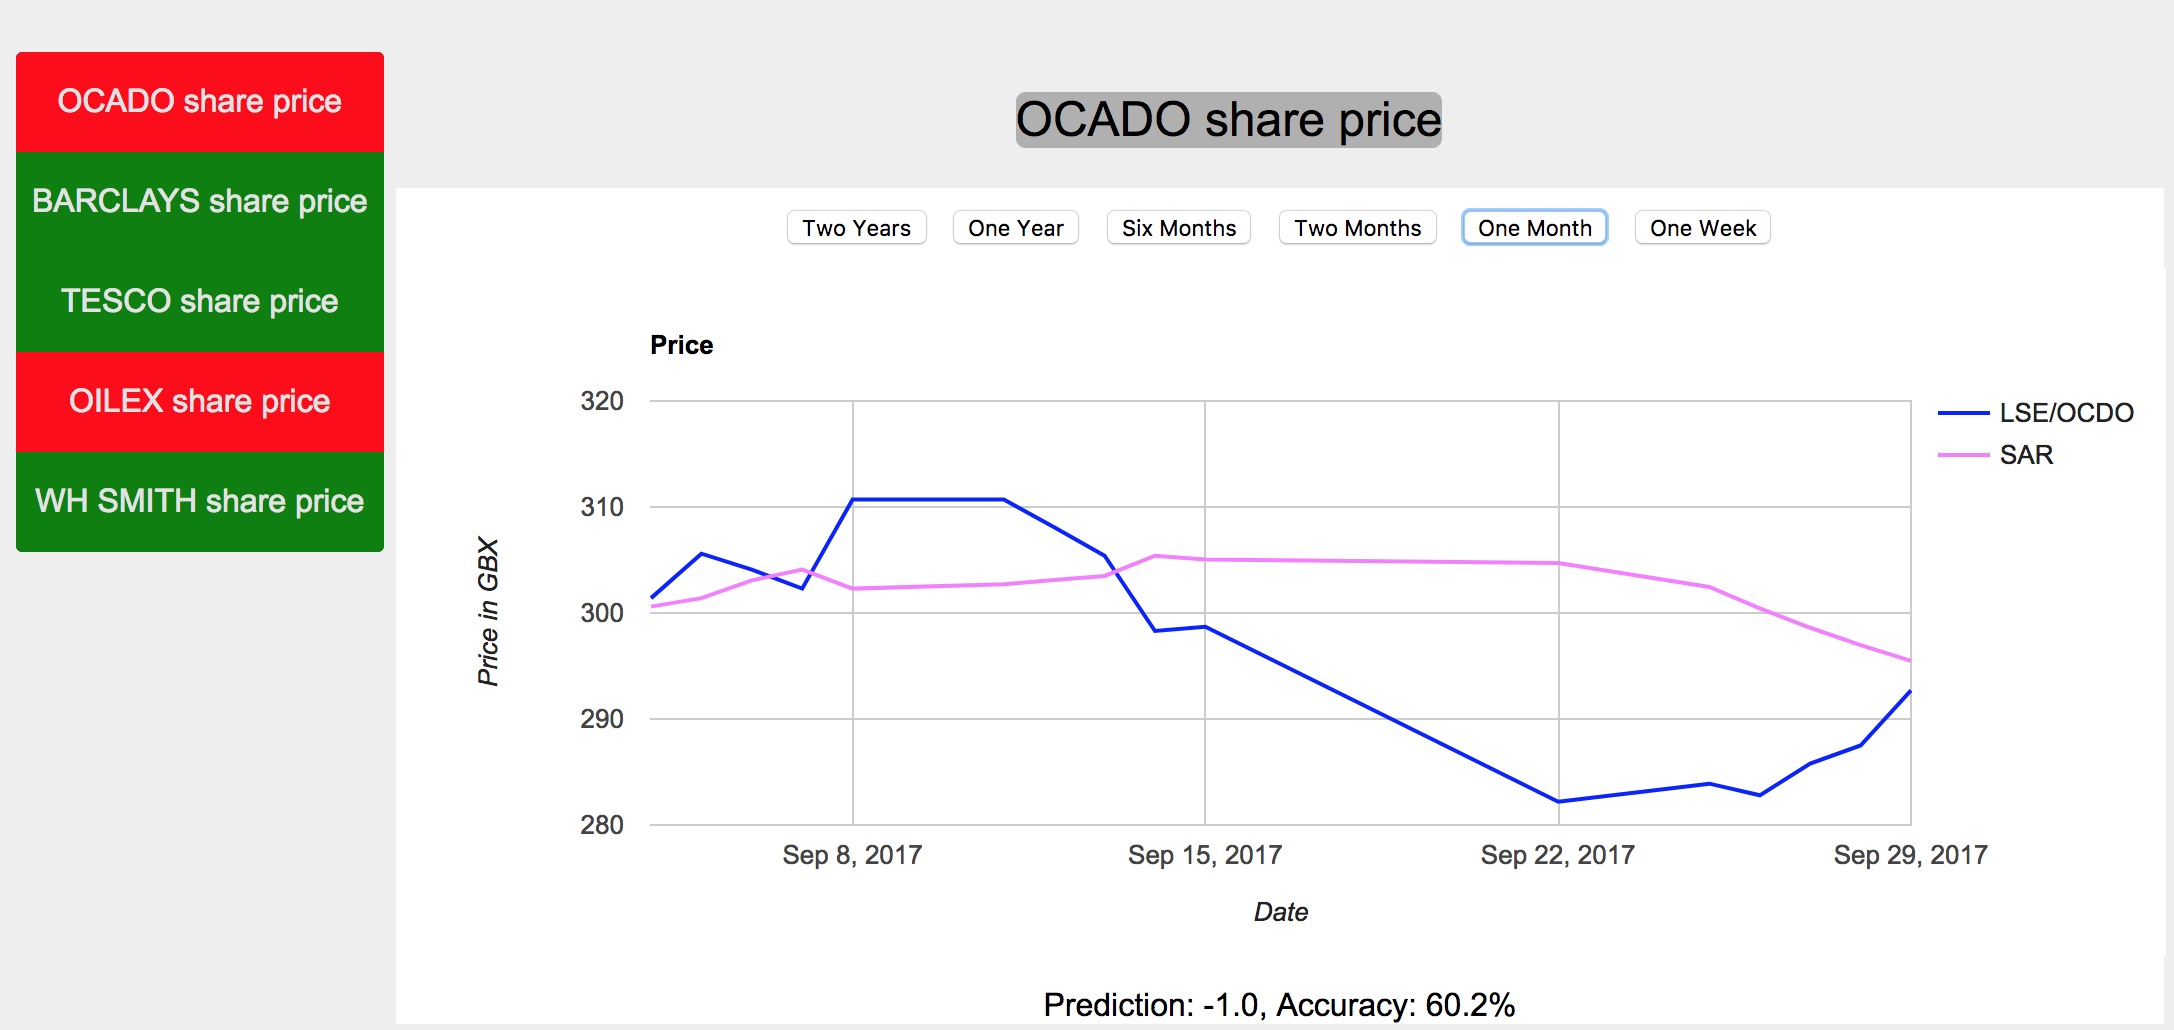 OCADO share price
BARCLAYS share price
TESCO share price
OILEX share price
WH SMITH share price
OCADO share price
Two Years One Year Six Months Two Months One Month One Week
Price
320
310
300
290
280
Price in GBX
LSE/OCDO
SAR
Sep 8, 2017 Sep 15, 2017 Sep 22, 2017 Sep 29, 2017
Date
Prediction: -1.0, Accuracy: 60.2%